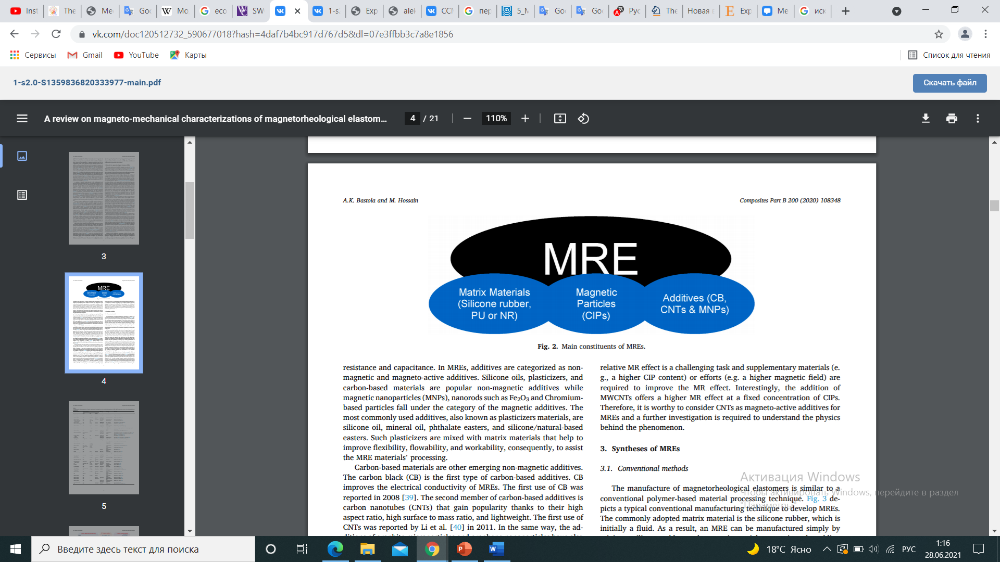 Inst
The
Me
Goo
Mo
eco
SW
1-s.
Exp
alek
CCI
пер
5_M
Goo
Goo
Рус
The
Новая в
Exp
Me
иск
vk.com/doc120512732_590677018?hash=4daf7b4bc917d767d5&dl=07e3ffbb3c7a8e1856
Сервисы
Gmail
YouTube
Карты
Список для чтения
1-s2.0-S1359836820333977-main.pdf
Скачать файл
A review on magneto-mechanical characterizations of magnetorheological elastom...
4 / 21
110%
3
4
5
A.K. Bastola and M. Hossain
Composites Part B 200 (2020) 108348
MRE
Matrix Materials
(Silicone rubber,
PU or NR)
Magnetic
Particles
(CIPs)
Additives (CB,
CNTs & MNPs)
Fig. 2. Main constituents of MREs.
resistance and capacitance. In MREs, additives are categorized as non-
magnetic and magneto-active additives. Silicone oils, plasticizers, and
carbon-based materials are popular non-magnetic additives while
magnetic nanoparticles (MNPs), nanorods such as Fe2O3 and Chromium-
based particles fall under the category of the magnetic additives. The
most commonly used additives, also known as plasticizers materials, are
silicone oil, mineral oil, phthalate easters, and silicone/natural-based
easters. Such plasticizers are mixed with matrix materials that help to
improve flexibility, flowability, and workability, consequently, to assist
the MRE materials' processing.
Carbon-based materials are other emerging non-magnetic additives.
The carbon black (CB) is the first type of carbon-based additives. CB
improves the electrical conductivity of MREs. The first use of CB was
reported in 2008 [39]. The second member of carbon-based additives is
carbon nanotubes (CNTs) that gain popularity thanks to their high
aspect ratio, high surface to mass ratio, and lightweight. The first use of
CNTs was reported by Li et al. [40] in 2011. In the same way, the ad-
relative MR effect is a challenging task and supplementary materials (e.
g., a higher CIP content) or efforts (e.g. a higher magnetic field) are
required to improve the MR effect. Interestingly, the addition of
MWCNTs offers a higher MR effect at a fixed concentration of CIPs.
Therefore, it is worthy to consider CNTs as magneto-active additives for
MREs and a further investigation is required to understand the physics
behind the phenomenon.
3. Syntheses of MREs
3.1. Conventional methods
The manufacture of magnetorheological elastomers is similar to a
conventional polymer-based material processing technique. Fig. 3 de-
picts a typical conventional manufacturing technique to develop MREs.
The commonly adopted matrix material is the silicone rubber, which is
initially a fluid. As a result, an MRE can be manufactured simply by
Активация Windows
Чтобы активировать Windows, перейдите в раздел
"Параметры".
Введите здесь текст для поиска
18°C Ясно
РУС
1:16
28.06.2021